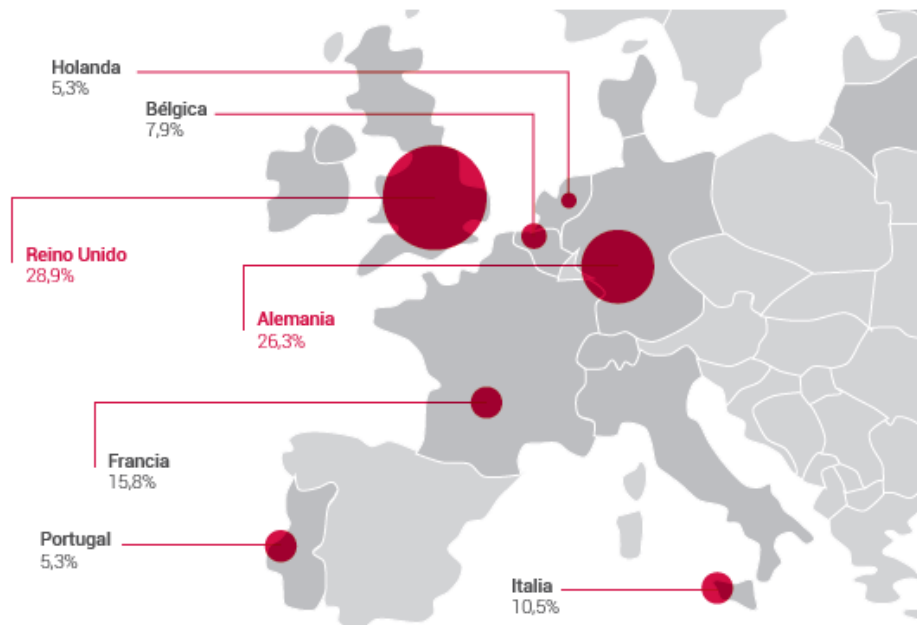 Holanda
5,3%
Bélgica
7,9%
Reino Unido
28,9%
Alemania
26,3%
Francia
15,8%
Portugal
5,3%
Italia
10,5%